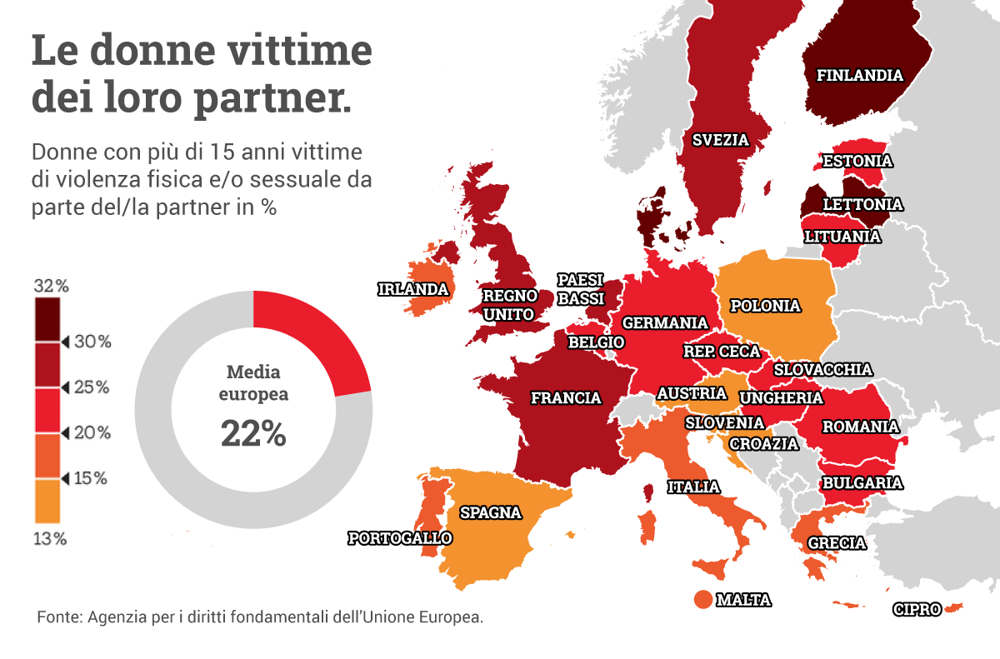 Le donne vittime
dei loro partner.
Donne con più di 15 anni vittime
di violenza fisica e/o sessuale da
parte del/la partner in %
32%
30%
25%
20%
15%
13%
Media
europea
22%
FINLANDIA
SVEZIA
ESTONIA
LETTONIA
LITUANIA
IRLANDA
REGNO
UNITO
PAESI
BASSI
GERMANIA
POLONIA
BELGIO
REP. CECA
SLOVACCHIA
FRANCIA
AUSTRIA
UNGHERIA
SLOVENIA
ROMANIA
CROAZIA
ITALIA
BULGARIA
SPAGNA
PORTOGALLO
GRECIA
MALTA
CIPRO
Fonte: Agenzia per i diritti fondamentali dell'Unione Europea.